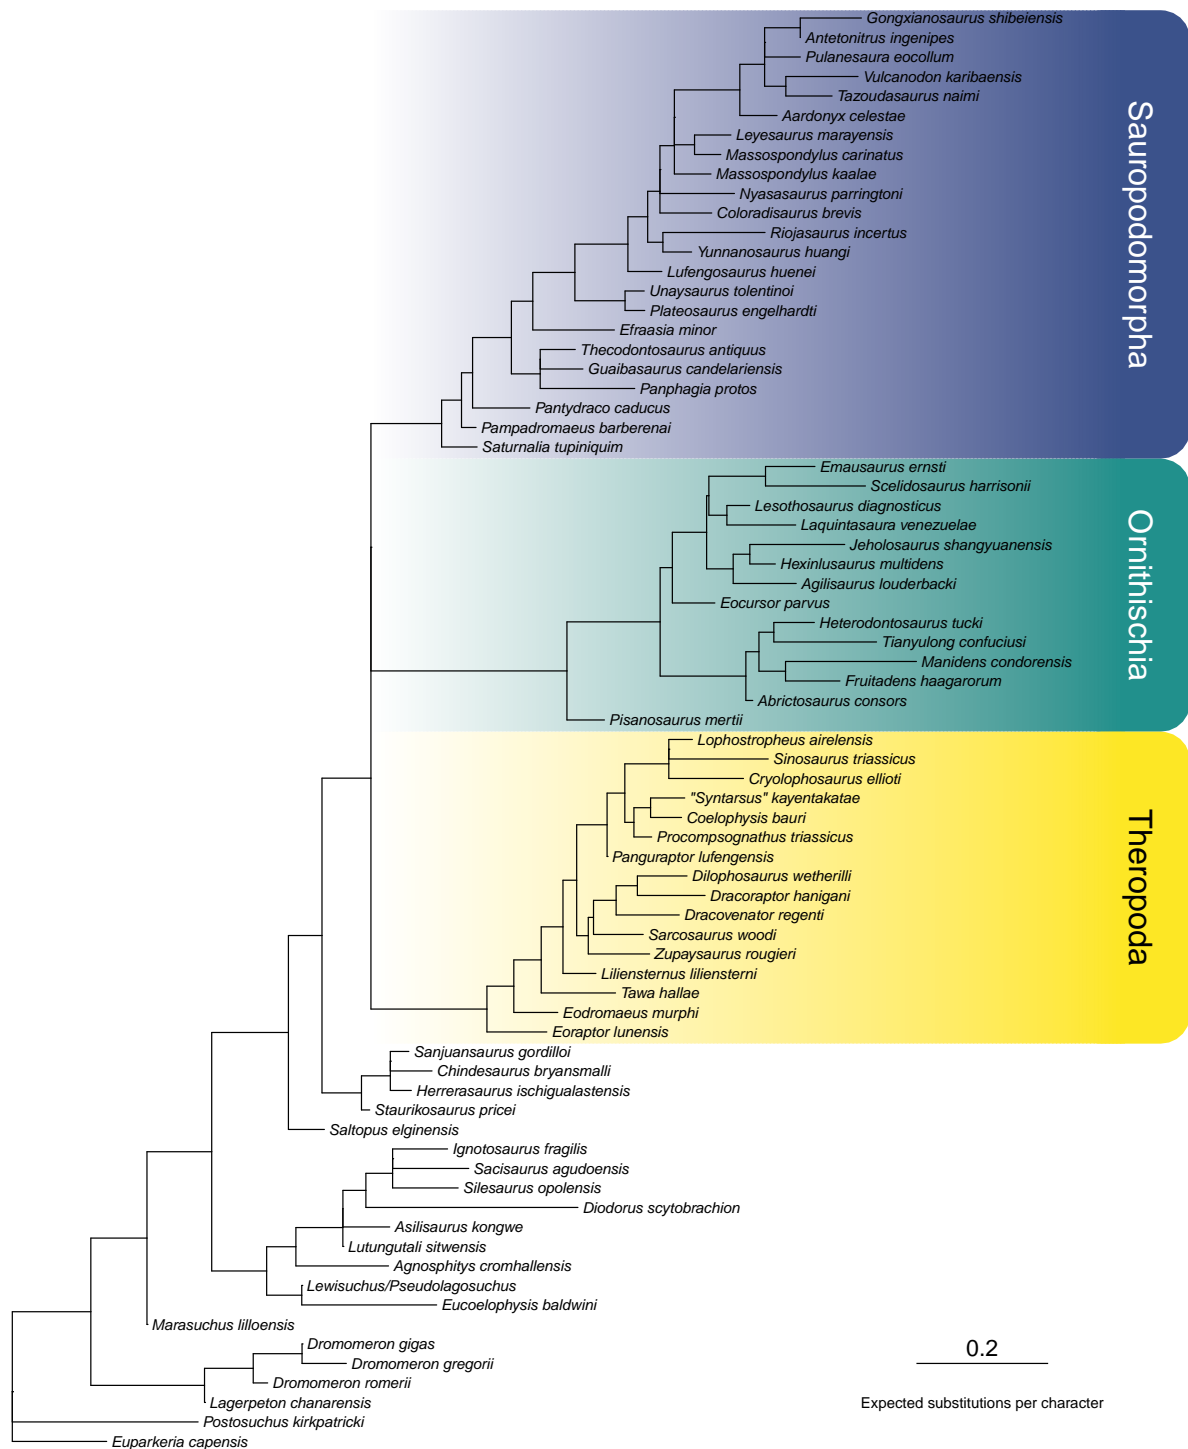 Gongxianosaurus shibeiensis
Antetonitrus ingenipes
Pulanesaura eocollum
Vulcanodon karibaensis
Tazoudasaurus naimi
Aardonyx celestae
Leyesaurus marayensis
Massospondylus carinatus
Massospondylus kaalae
Nyasasaurus parringtoni
Coloradisaurus brevis
Riojasaurus incertus
Yunnanosaurus huangi
Lufengosaurus huenei
Unaysaurus tolentinoi
Plateosaurus engelhardti
Efraasia minor
Thecodontosaurus antiquus
Guaibasaurus candelariensis
Panphagia protos
Pantydraco caducus
Pampadromaeus barberenai
Saturnalia tupiniquim
Sauropodomorpha
Emausaurus ernsti
Scelidosaurus harrisonii
Lesothosaurus diagnosticus
Laquintasaura venezuelae
Jeholosaurus shangyuanensis
Hexinlusaurus multidens
Agilisaurus louderbacki
Eocursor parvus
Heterodontosaurus tucki
Tianyulong confuciusi
Manidens condorensis
Fruitadens haagarorum
Abrictosaurus consors
Pisanosaurus mertii
Ornithischia
Lophostropheus airelensis
Sinosaurus triassicus
Cryolophosaurus ellioti
"Syntarsus" kayentakatae
Coelophysis bauri
Procompsognathus triassicus
Panguraptor lufengensis
Dilophosaurus wetherilli
Dracoraptor hanigani
Dracovenator regenti
Sarcosaurus woodi
Zupaysaurus rougieri
Liliensternus liliensterni
Tawa hallae
Eodromaeus murphi
Eoraptor lunensis
Theropoda
Sanjuansaurus gordilloi
Chindesaurus bryansmalli
Herrerasaurus ischigualastensis
Staurikosaurus pricei
Saltopus elginensis
Ignotosaurus fragilis
Sacisaurus agudoensis
Silesaurus opolensis
Diodorus scytobrachion
Asilisaurus kongwe
Lutungutali sitwensis
Agnosphitys cromhallensis
Lewisuchus/Pseudolagosuchus
Eucoelophysis baldwini
Marasuchus lilloensis
Dromomeron gigas
Dromomeron gregorii
Dromomeron romerii
Lagerpeton chanarensis
Postosuchus kirkpatricki
Euparkeria capensis
0.2
Expected substitutions per character